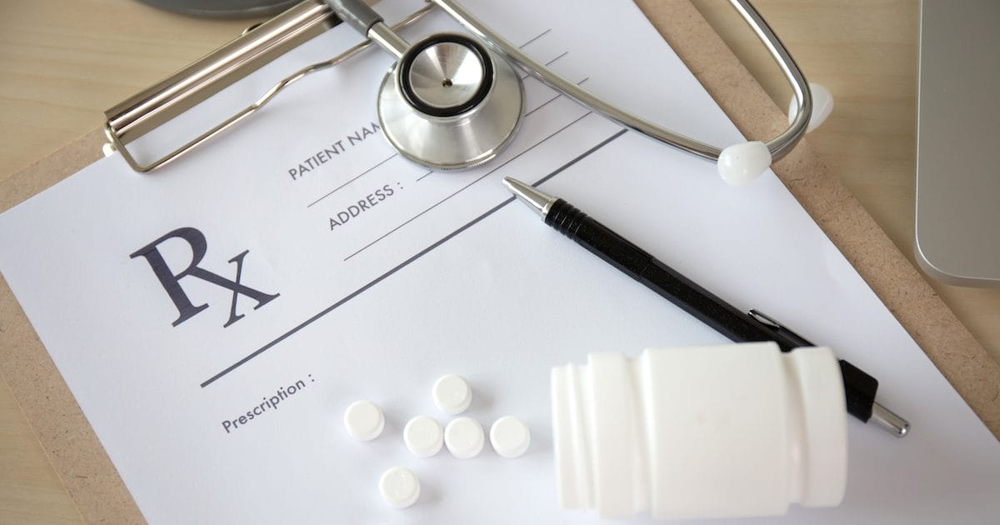 PATIENT
ADDRESS :
Rx
Prescription :